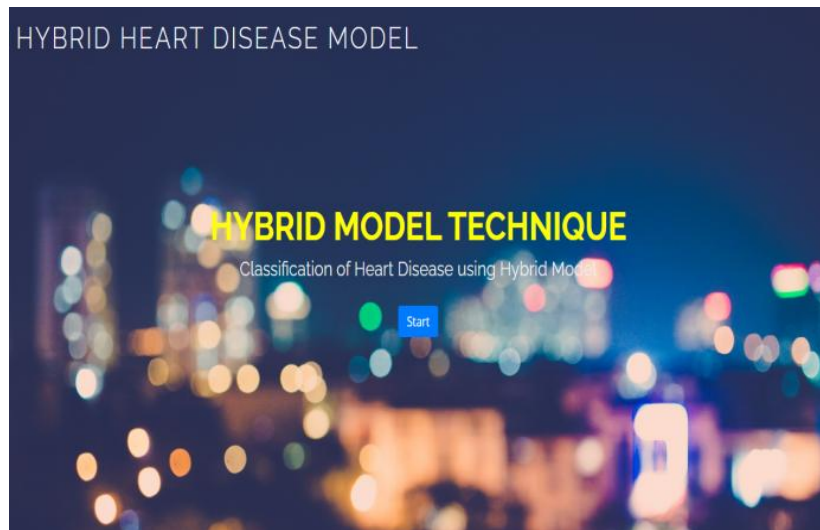 HYBRID HEART DISEASE MODEL
HYBRID MODEL TECHNIQUE
Classification of Heart Disease using Hybrid Model
Start